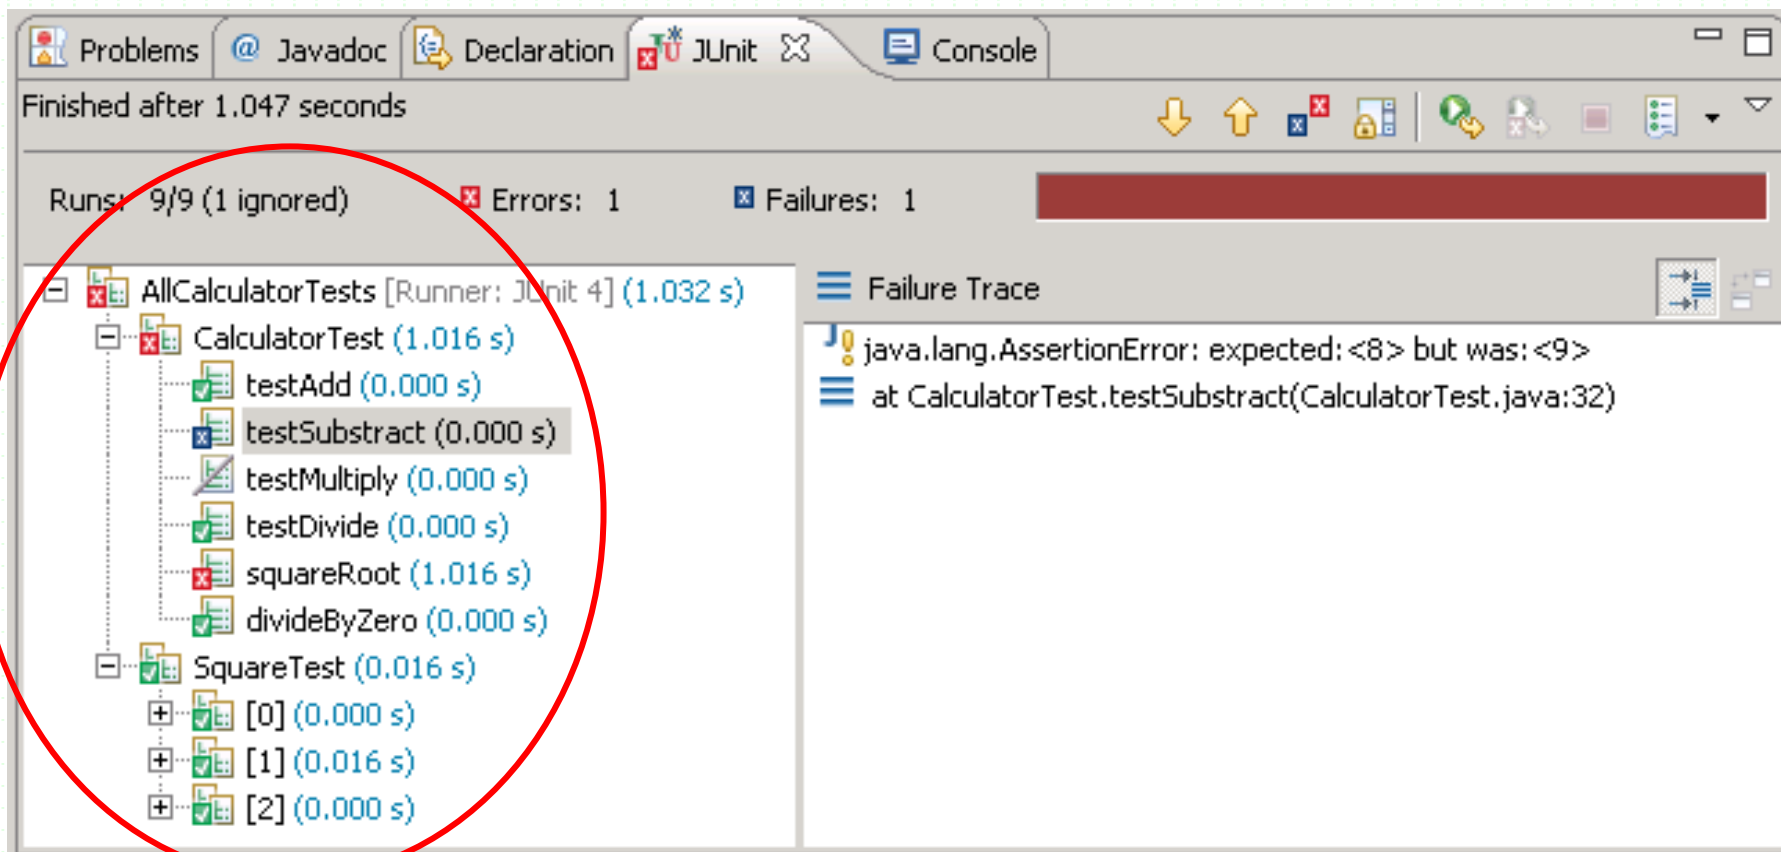 Problems @ Javadoc Declaration JUnit Console
Finished after 1.047 seconds
Runs: 9/9 (1 ignored) Errors: 1 Failures: 1
AllCalculatorTests [Runner: JUnit 4] (1.032 s)
CalculatorTest (1.016 s)
testAdd (0.000 s)
testSubstract (0.000 s)
testMultiply (0.000 s)
testDivide (0.000 s)
squareRoot (1.016 s)
divideByZero (0.000 s)
SquareTest (0.016 s)
[0] (0.000 s)
[1] (0.016 s)
[2] (0.000 s)
Failure Trace
java.lang.AssertionError: expected:<8> but was:<9>
at CalculatorTest.testSubstract(CalculatorTest.java:32)